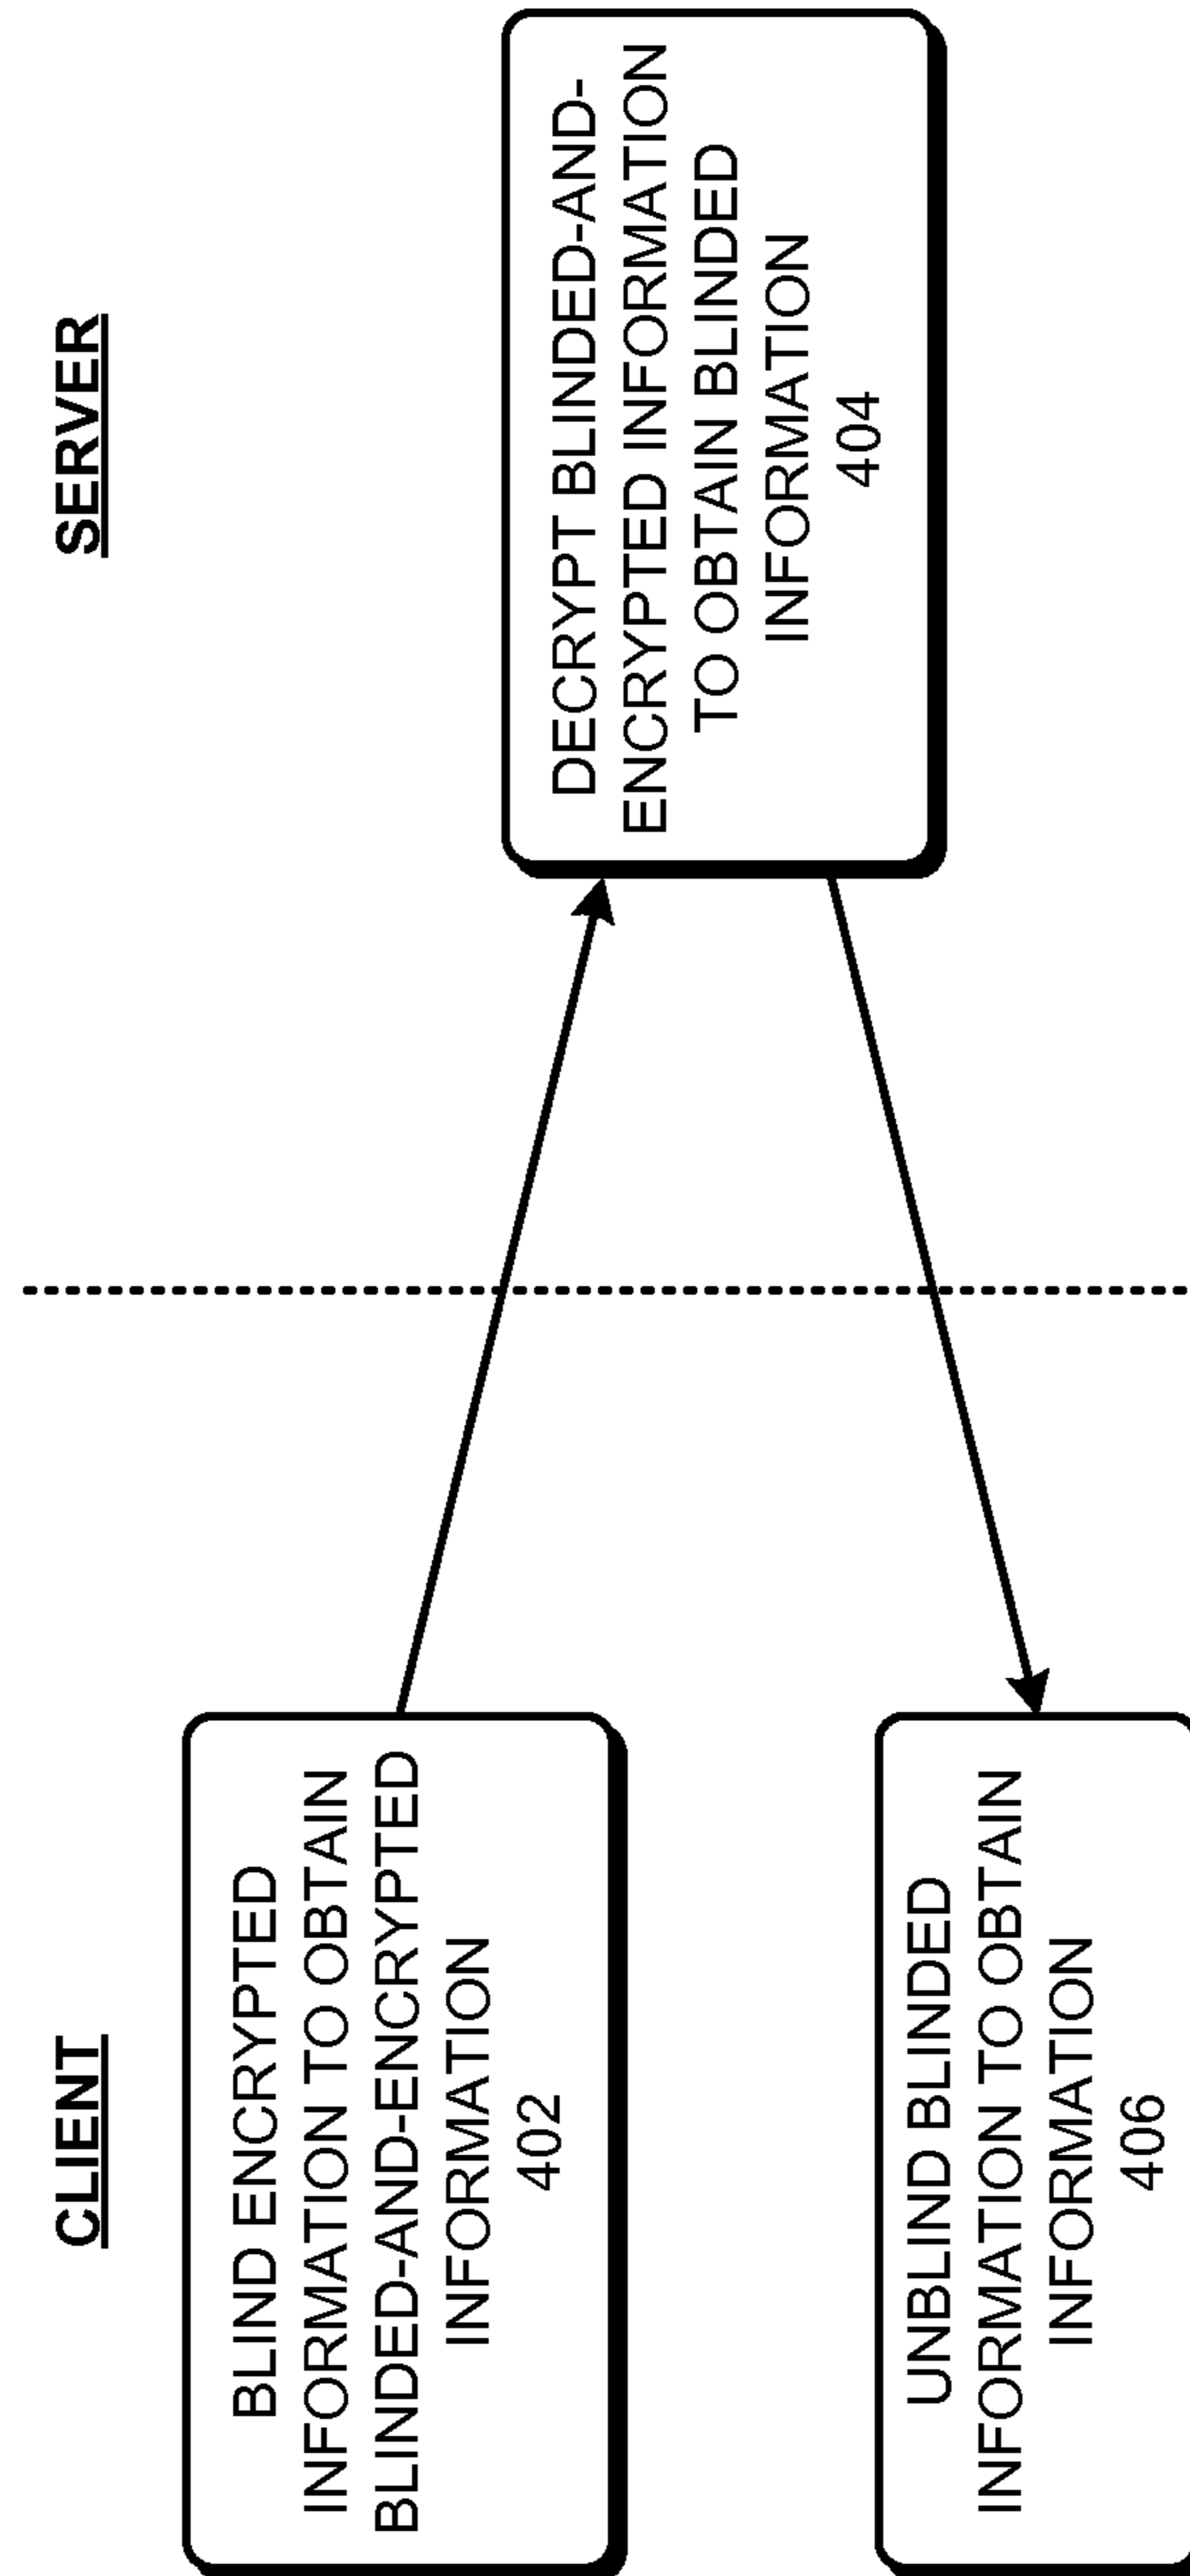 CLIENT
SERVER
BLIND ENCRYPTED
INFORMATION TO OBTAIN
BLINDED-AND-ENCRYPTED
INFORMATION
402
DECRYPT BLINDED-AND-
ENCRYPTED INFORMATION
TO OBTAIN BLINDED
INFORMATION
404
UNBLIND BLINDED
INFORMATION TO OBTAIN
INFORMATION
406